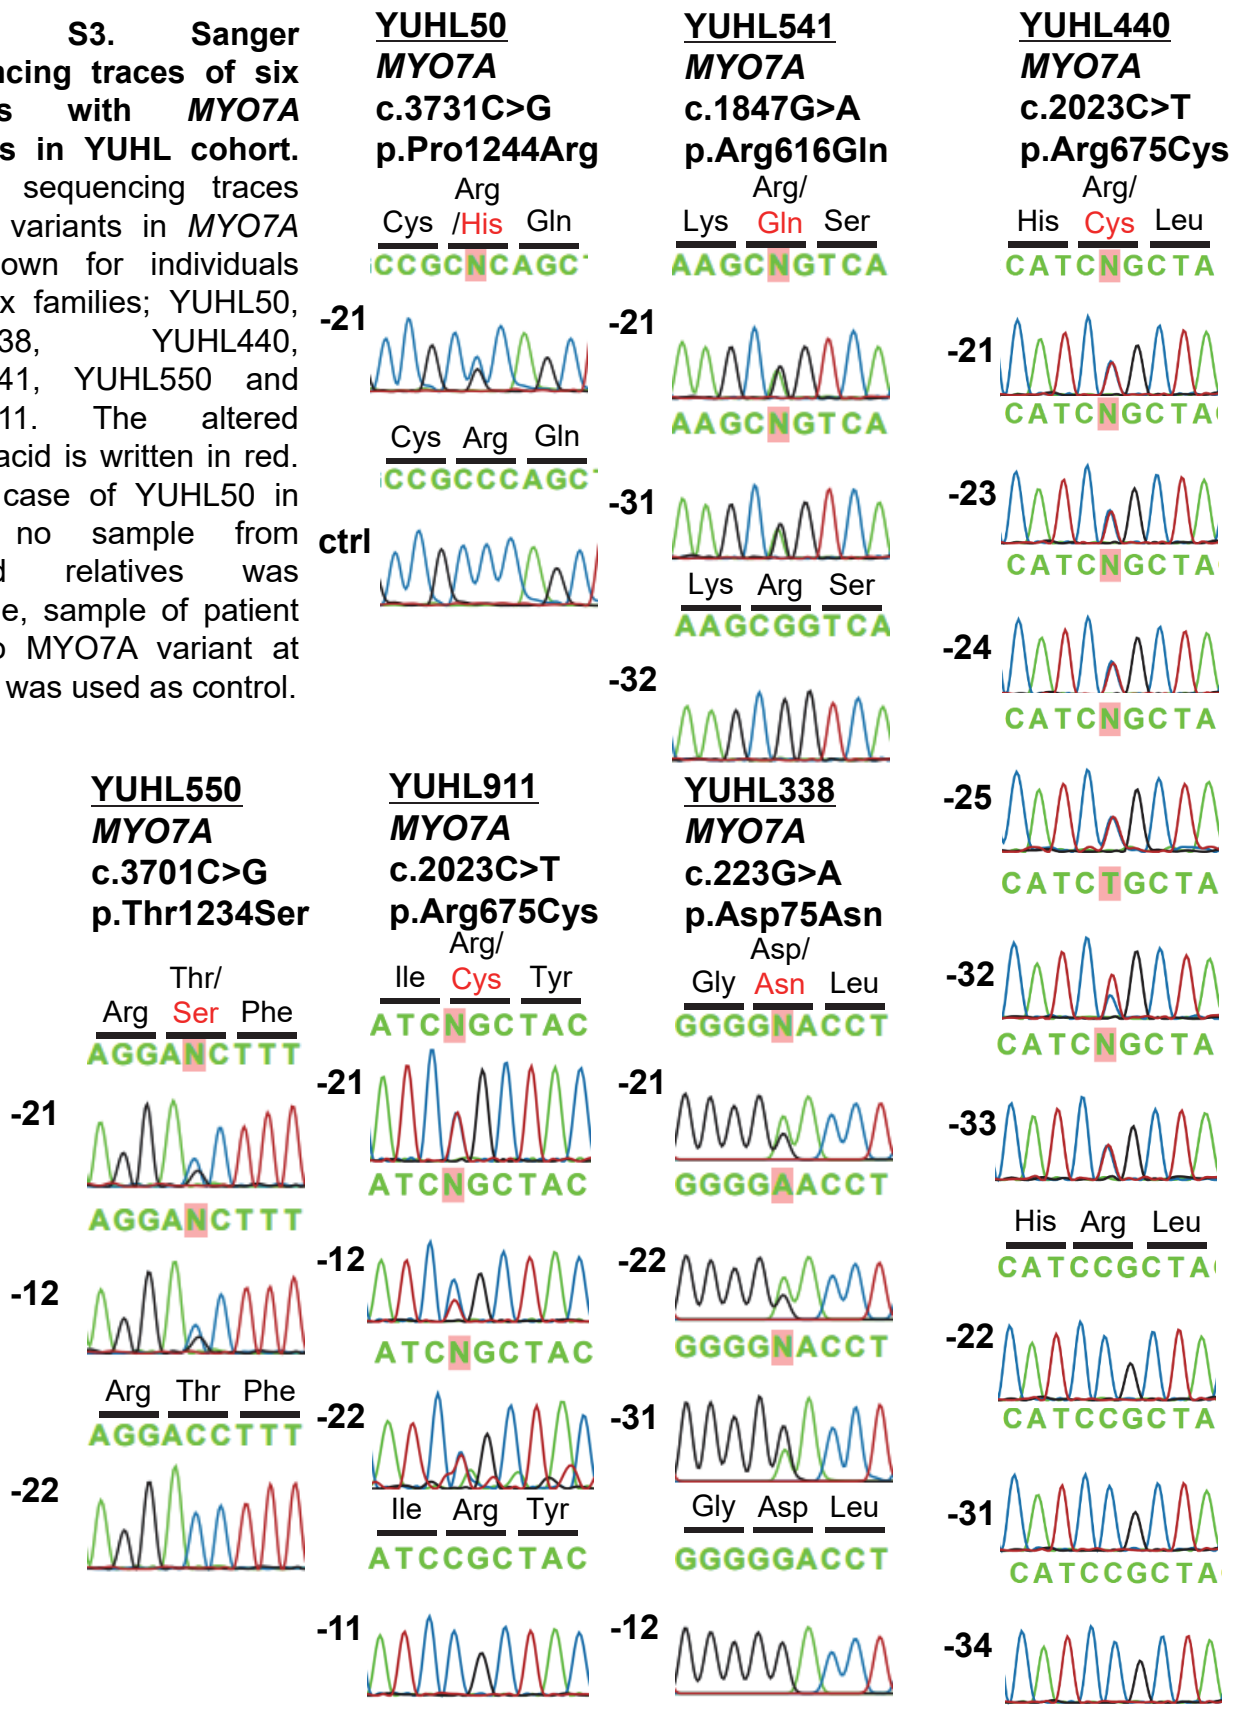 S3. Sanger
ncing traces of six
s with MYO7A
s in YUHL cohort.
sequencing traces
variants in MYO7A
own for individuals
x families; YUHL50,
38, YUHL440,
41, YUHL550 and
11. The altered
acid is written in red.
case of YUHL50 in
no sample from
d relatives was
e, sample of patient
o MYO7A variant at
was used as control.
YUHL50
MYO7A
c.3731C>G
p.Pro1244Arg
Arg
Cys /His Gln
CCGCNCAGC
-21
Cys Arg Gln
CCGCCCAGC
ctrl
YUHL541
MYO7A
c.1847G>A
p.Arg616Gln
Arg/
Lys Gln Ser
AAGCNGTCA
-21
AAGCNGTCA
-31
Lys Arg Ser
AAGCGGTCA
-32
YUHL440
MYO7A
c.2023C>T
p.Arg675Cys
Arg/
His Cys Leu
CATCNGCTA
-21
CATCNGCTA
-23
CATCNGCTA
-24
CATCNGCTA
-25
CATCTGCTA
-32
CATCNGCTA
-33
His Arg Leu
CATCCGCTA
-22
CATCCGCTA
-31
CATCCGCTA
-34
YUHL550
MYO7A
c.3701C>G
p.Thr1234Ser
Thr/
Arg Ser Phe
AGGANCTTT
-21
AGGANCTTT
-12
Arg Thr Phe
AGGACCTTT
-22
YUHL911
MYO7A
c.2023C>T
p.Arg675Cys
Arg/
Ile Cys Tyr
ATCNGCTAC
-21
ATCNGCTAC
-12
ATCNGCTAC
-22
Ile Arg Tyr
ATCCGCTAC
-11
YUHL338
MYO7A
c.223G>A
p.Asp75Asn
Asp/
Gly Asn Leu
GGGGNACCT
-21
GGGGAACCT
-22
GGGGNACCT
-31
Gly Asp Leu
GGGGGACCT
-12